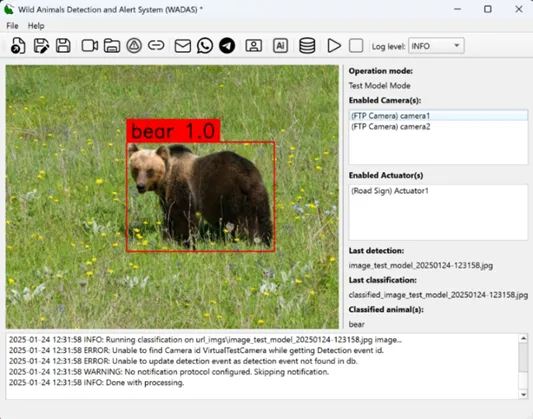 Wild Animals Detection and Alert System (WADAS) *
File Help
Ai
Log level: INFO
bear 1.0
Operation mode:
Test Model Mode
Enabled Camera(s):
(FTP Camera) camera1
(FTP Camera) camera2
Enabled Actuator(s)
(Road Sign) Actuator1
Last detection:
image_test_model_20250124-123158.jpg
Last classification:
classified_image_test_model_20250124-123158.jpg
Classified animal(s):
bear
2025-01-24 12:31:58 INFO: Running classification on url_imgs\image_test_model_20250124-123158.jpg image...
2025-01-24 12:31:58 ERROR: Unable to find Camera id VirtualTestCamera while getting Detection event id.
2025-01-24 12:31:58 ERROR: Unable to update detection event as detection event not found in db.
2025-01-24 12:31:58 WARNING: No notification protocol configured. Skipping notification.
2025-01-24 12:31:58 INFO: Done with processing.